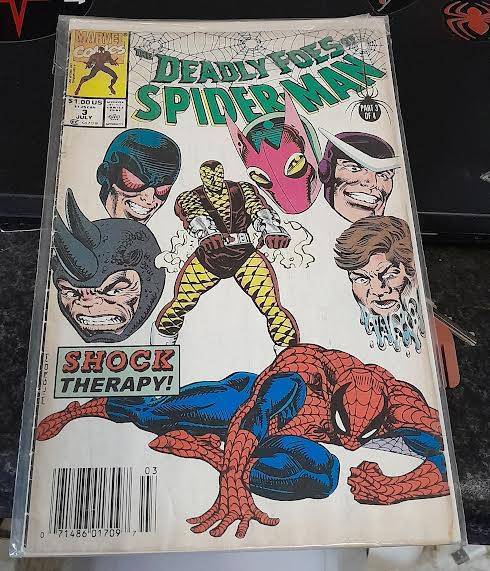 MARVEL
COMICS
$1.00 US
3
JULY
THE
DEADLY FOES OF
SPIDER-MAN
PART 3
OF 4
SHOCK
THERAPY!
03
0 71486 01709 7